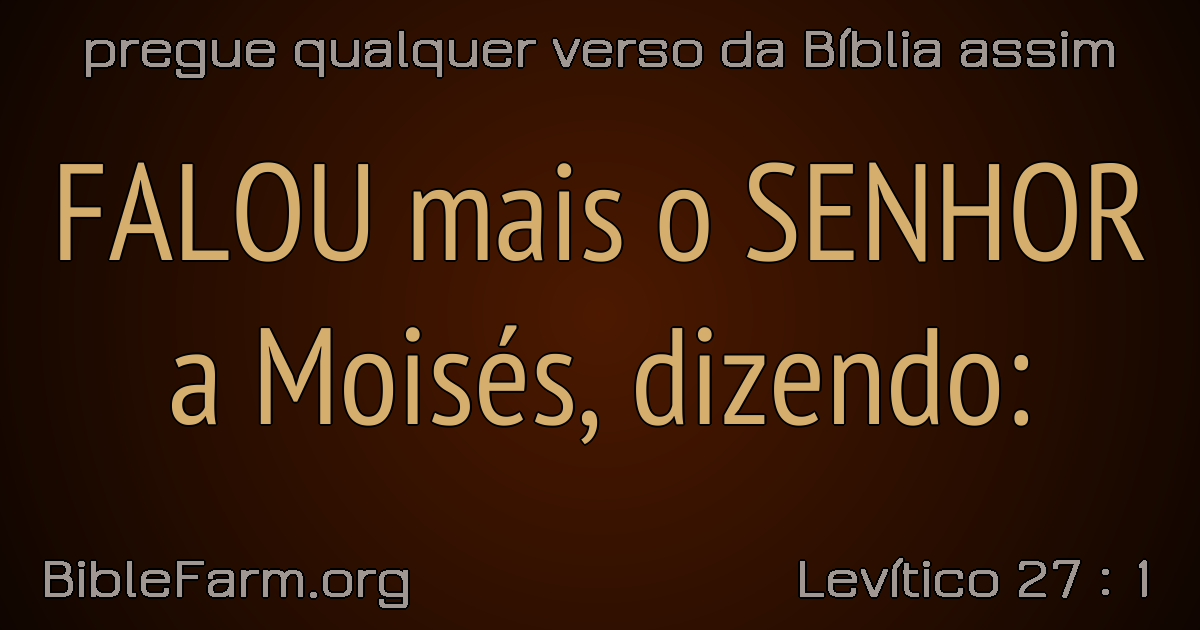 pregue qualquer verso da Bíblia assim
FALOU mais o SENHOR
a Moisés, dizendo:
BibleFarm.org
Levítico 27 : 1